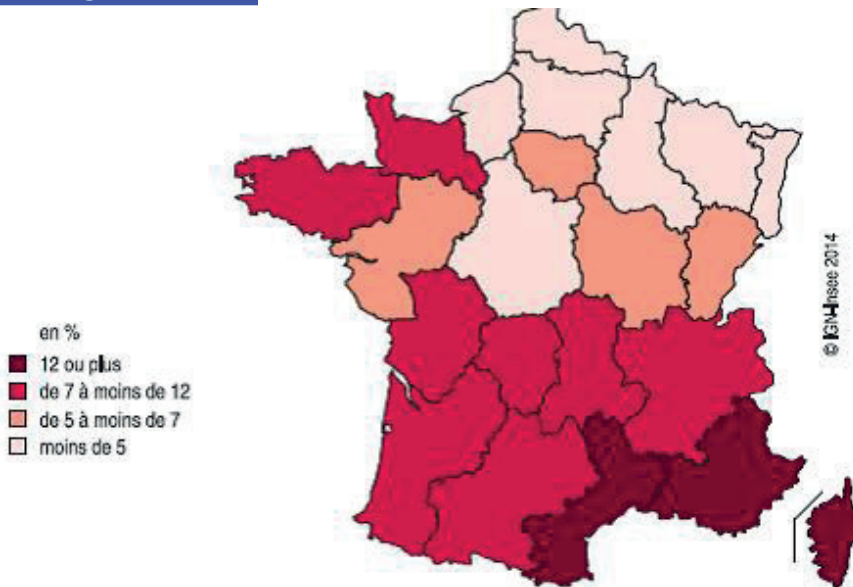 en %
12 ou plus
de 7 à moins de 12
de 5 à moins de 7
moins de 5
© IGN-Insee 2014